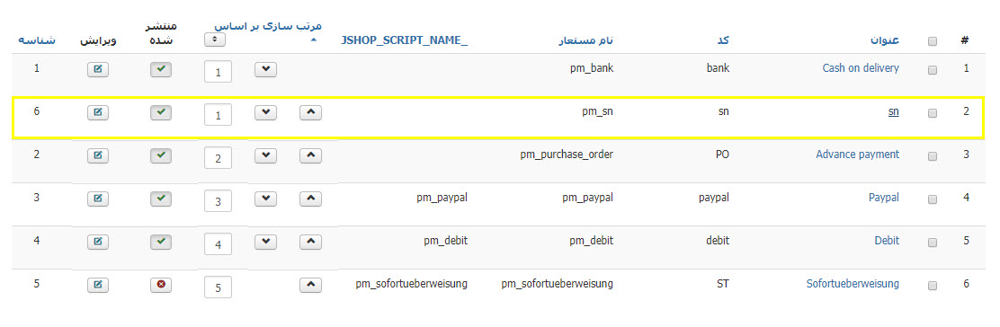 # عنوان کد نام مستعار _JSHOP_SCRIPT_NAME مرتب سازی بر اساس منتشر شده ویرایش شناسه
1 Cash on delivery bank pm_bank 1 1
2 sn sn pm_sn 1 6
3 Advance payment PO pm_purchase_order 2 2
4 Paypal paypal pm_paypal pm_paypal 3 3
5 Debit debit pm_debit pm_debit 4 4
6 Sofortueberweisung ST pm_sofortueberweisung pm_sofortueberweisung 5 5